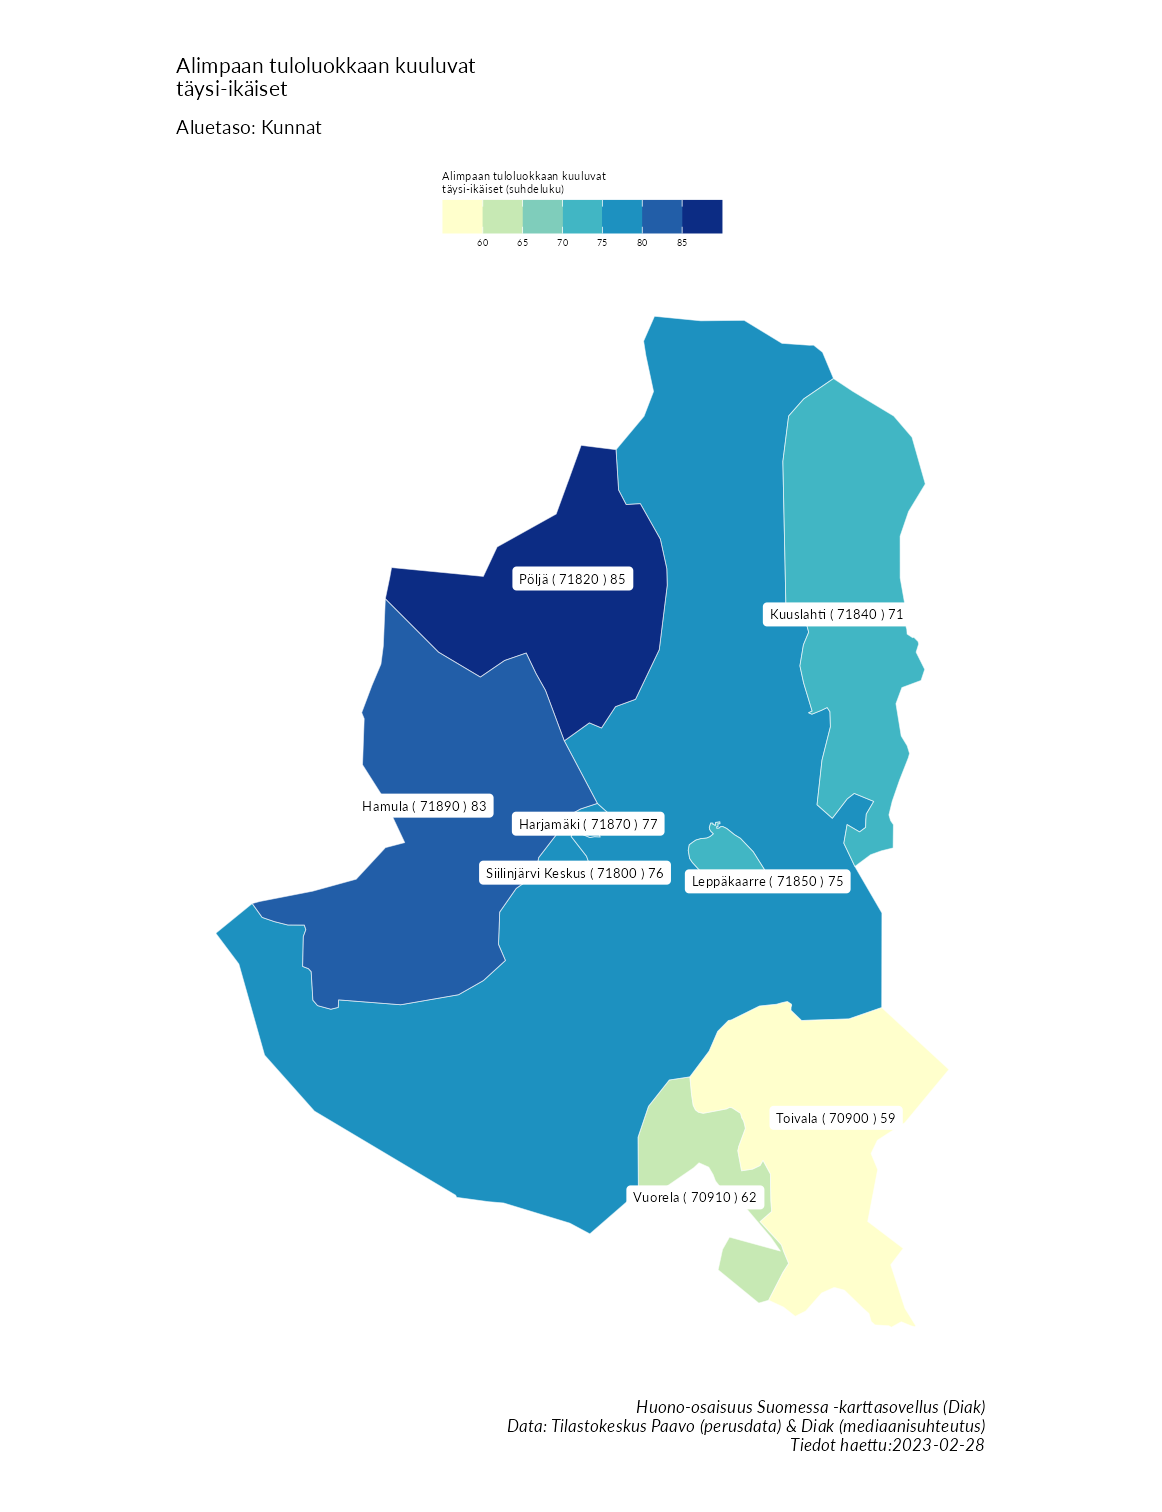 Alimpaan tuloluokkaan kuuluvat
täysi-ikäiset
Aluetaso: Kunnat
Alimpaan tuloluokkaan kuuluvat
täysi-ikäiset (suhdeluku)
60 65 70 75 80 85
Pöljä ( 71820 ) 85
Kuuslahti ( 71840 ) 71
Hamula ( 71890 ) 83
Harjamäki ( 71870 ) 77
Siilinjärvi Keskus ( 71800 ) 76
Leppäkaarre ( 71850 ) 75
Toivala ( 70900 ) 59
Vuorela ( 70910 ) 62
Huono-osaisuus Suomessa -karttasovellus (Diak)
Data: Tilastokeskus Paavo (perusdata) & Diak (mediaanisuhteutus)
Tiedot haettu:2023-02-28